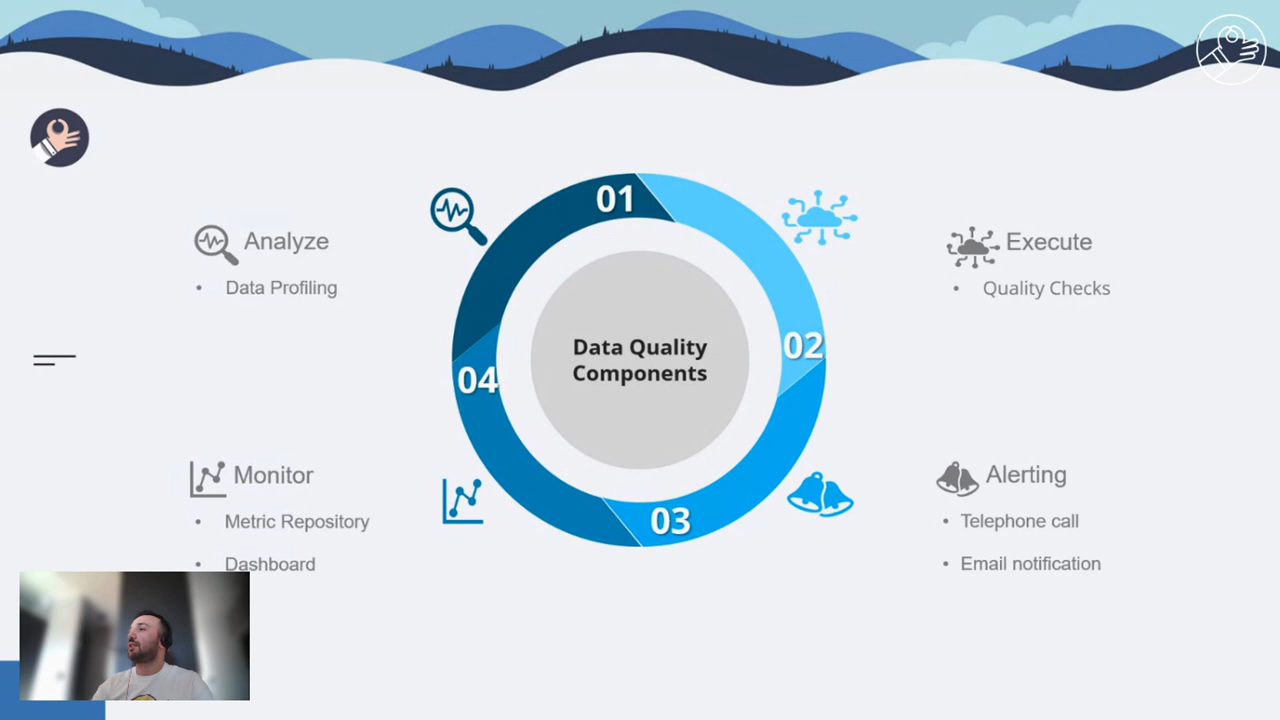 01
Analyze
• Data Profiling
Execute
• Quality Checks
02
Data Quality
Components
04
Monitor
• Metric Repository
• Dashboard
03
Alerting
• Telephone call
• Email notification